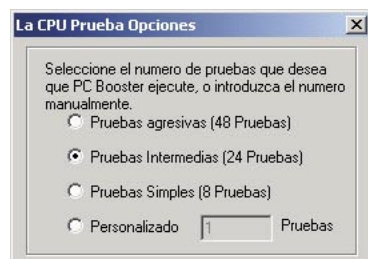 La CPU Prueba Opciones
Seleccione el numero de pruebas que desea
que PC Booster ejecute, o introduzca el numero
manualmente.
Pruebas agresivas (48 Pruebas)
Pruebas Intermedias (24 Pruebas)
Pruebas Simples (8 Pruebas)
Personalizado 1 Pruebas